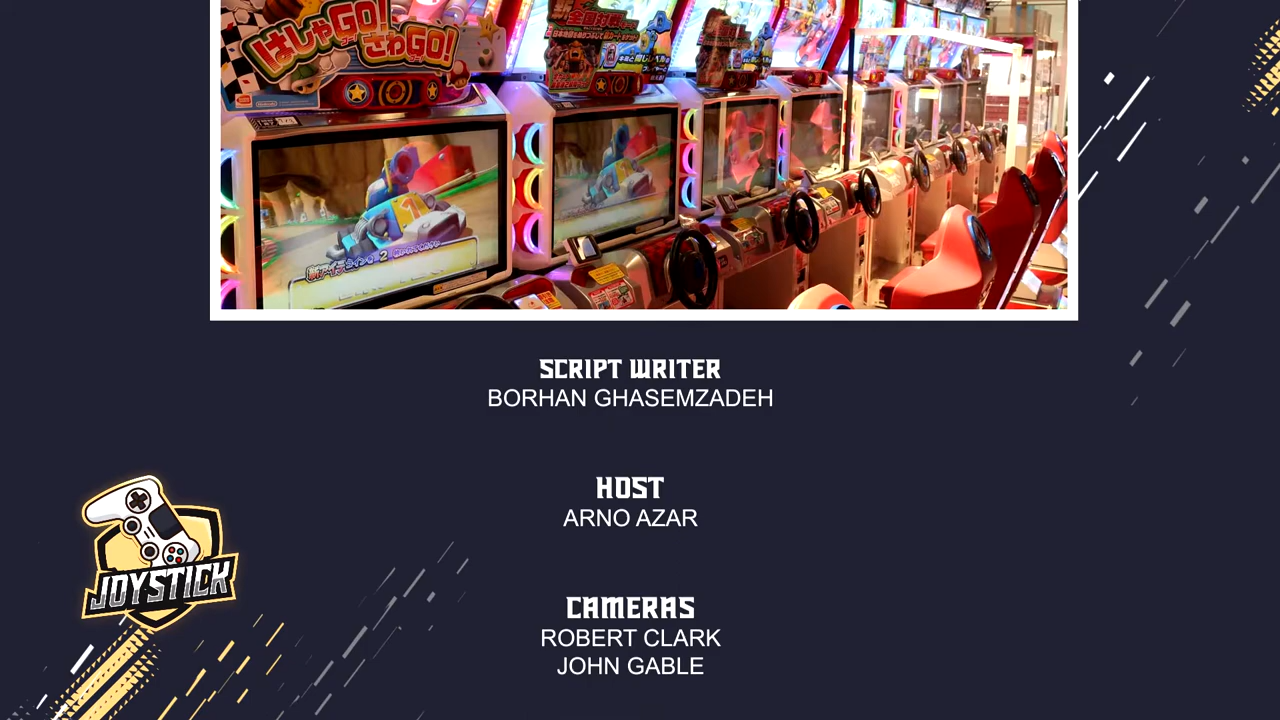 はしゃGO!
さわGO!
SCRIPT WRITER
BORHAN GHASEMZADEH
HOST
ARNO AZAR
JOYSTICK
CAMERAS
ROBERT CLARK
JOHN GABLE